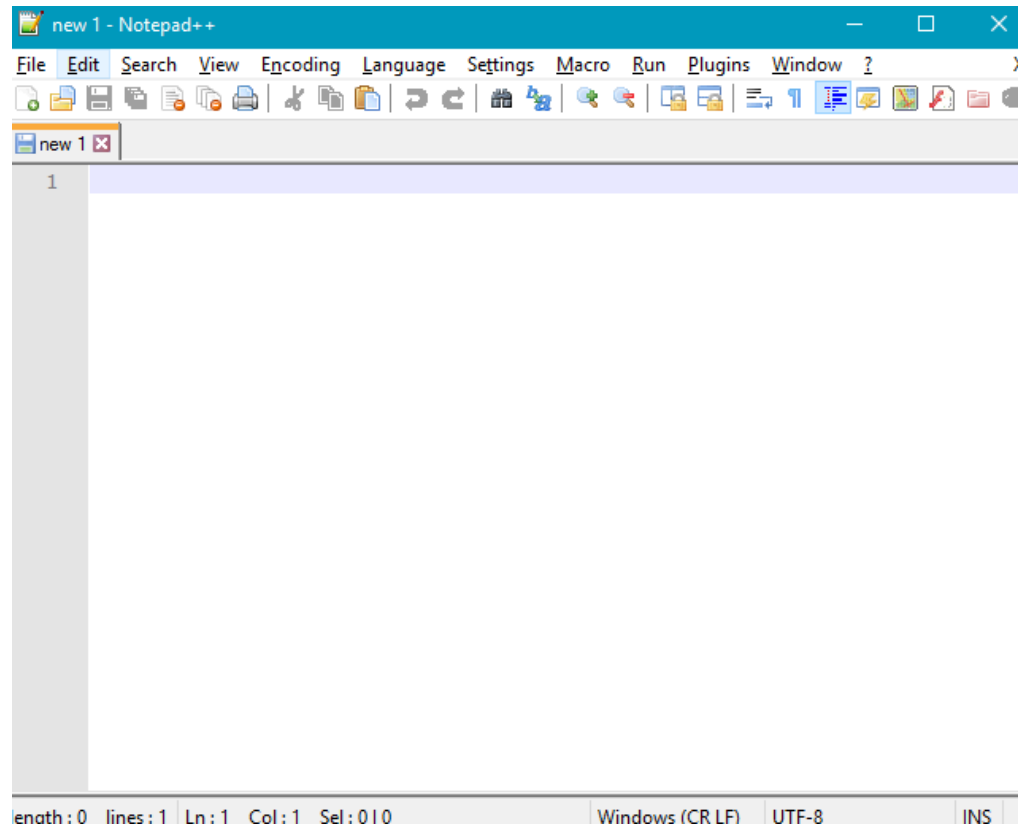 new 1 - Notepad++
File Edit Search View Encoding Language Settings Macro Run Plugins Window ?
new 1
1
length : 0 lines : 1 Ln : 1 Col : 1 Sel : 0 | 0 Windows (CR LF) UTF-8 INS